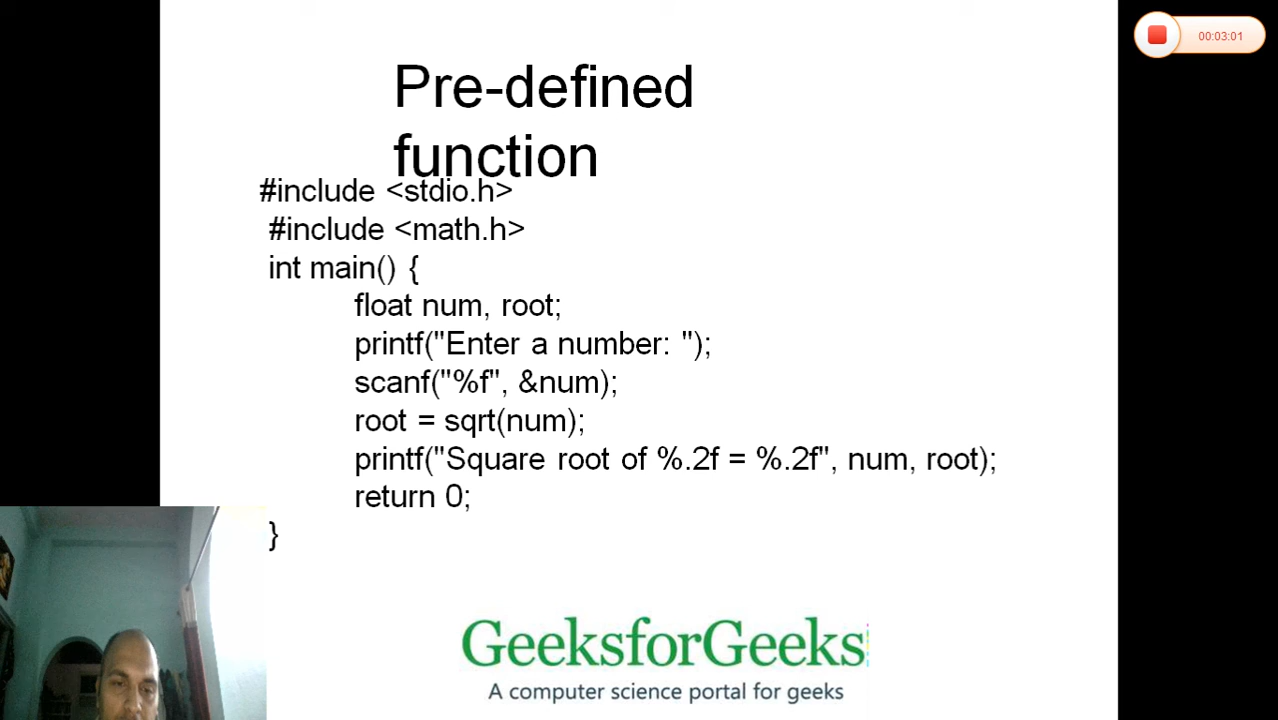 00:03:01
Pre-defined
function
#include <stdio.h>
#include <math.h>
int main() {
float num, root;
printf("Enter a number: ");
scanf("%f", &num);
root = sqrt(num);
printf("Square root of %.2f = %.2f", num, root);
return 0;
}
GeeksforGeeks
A computer science portal for geeks